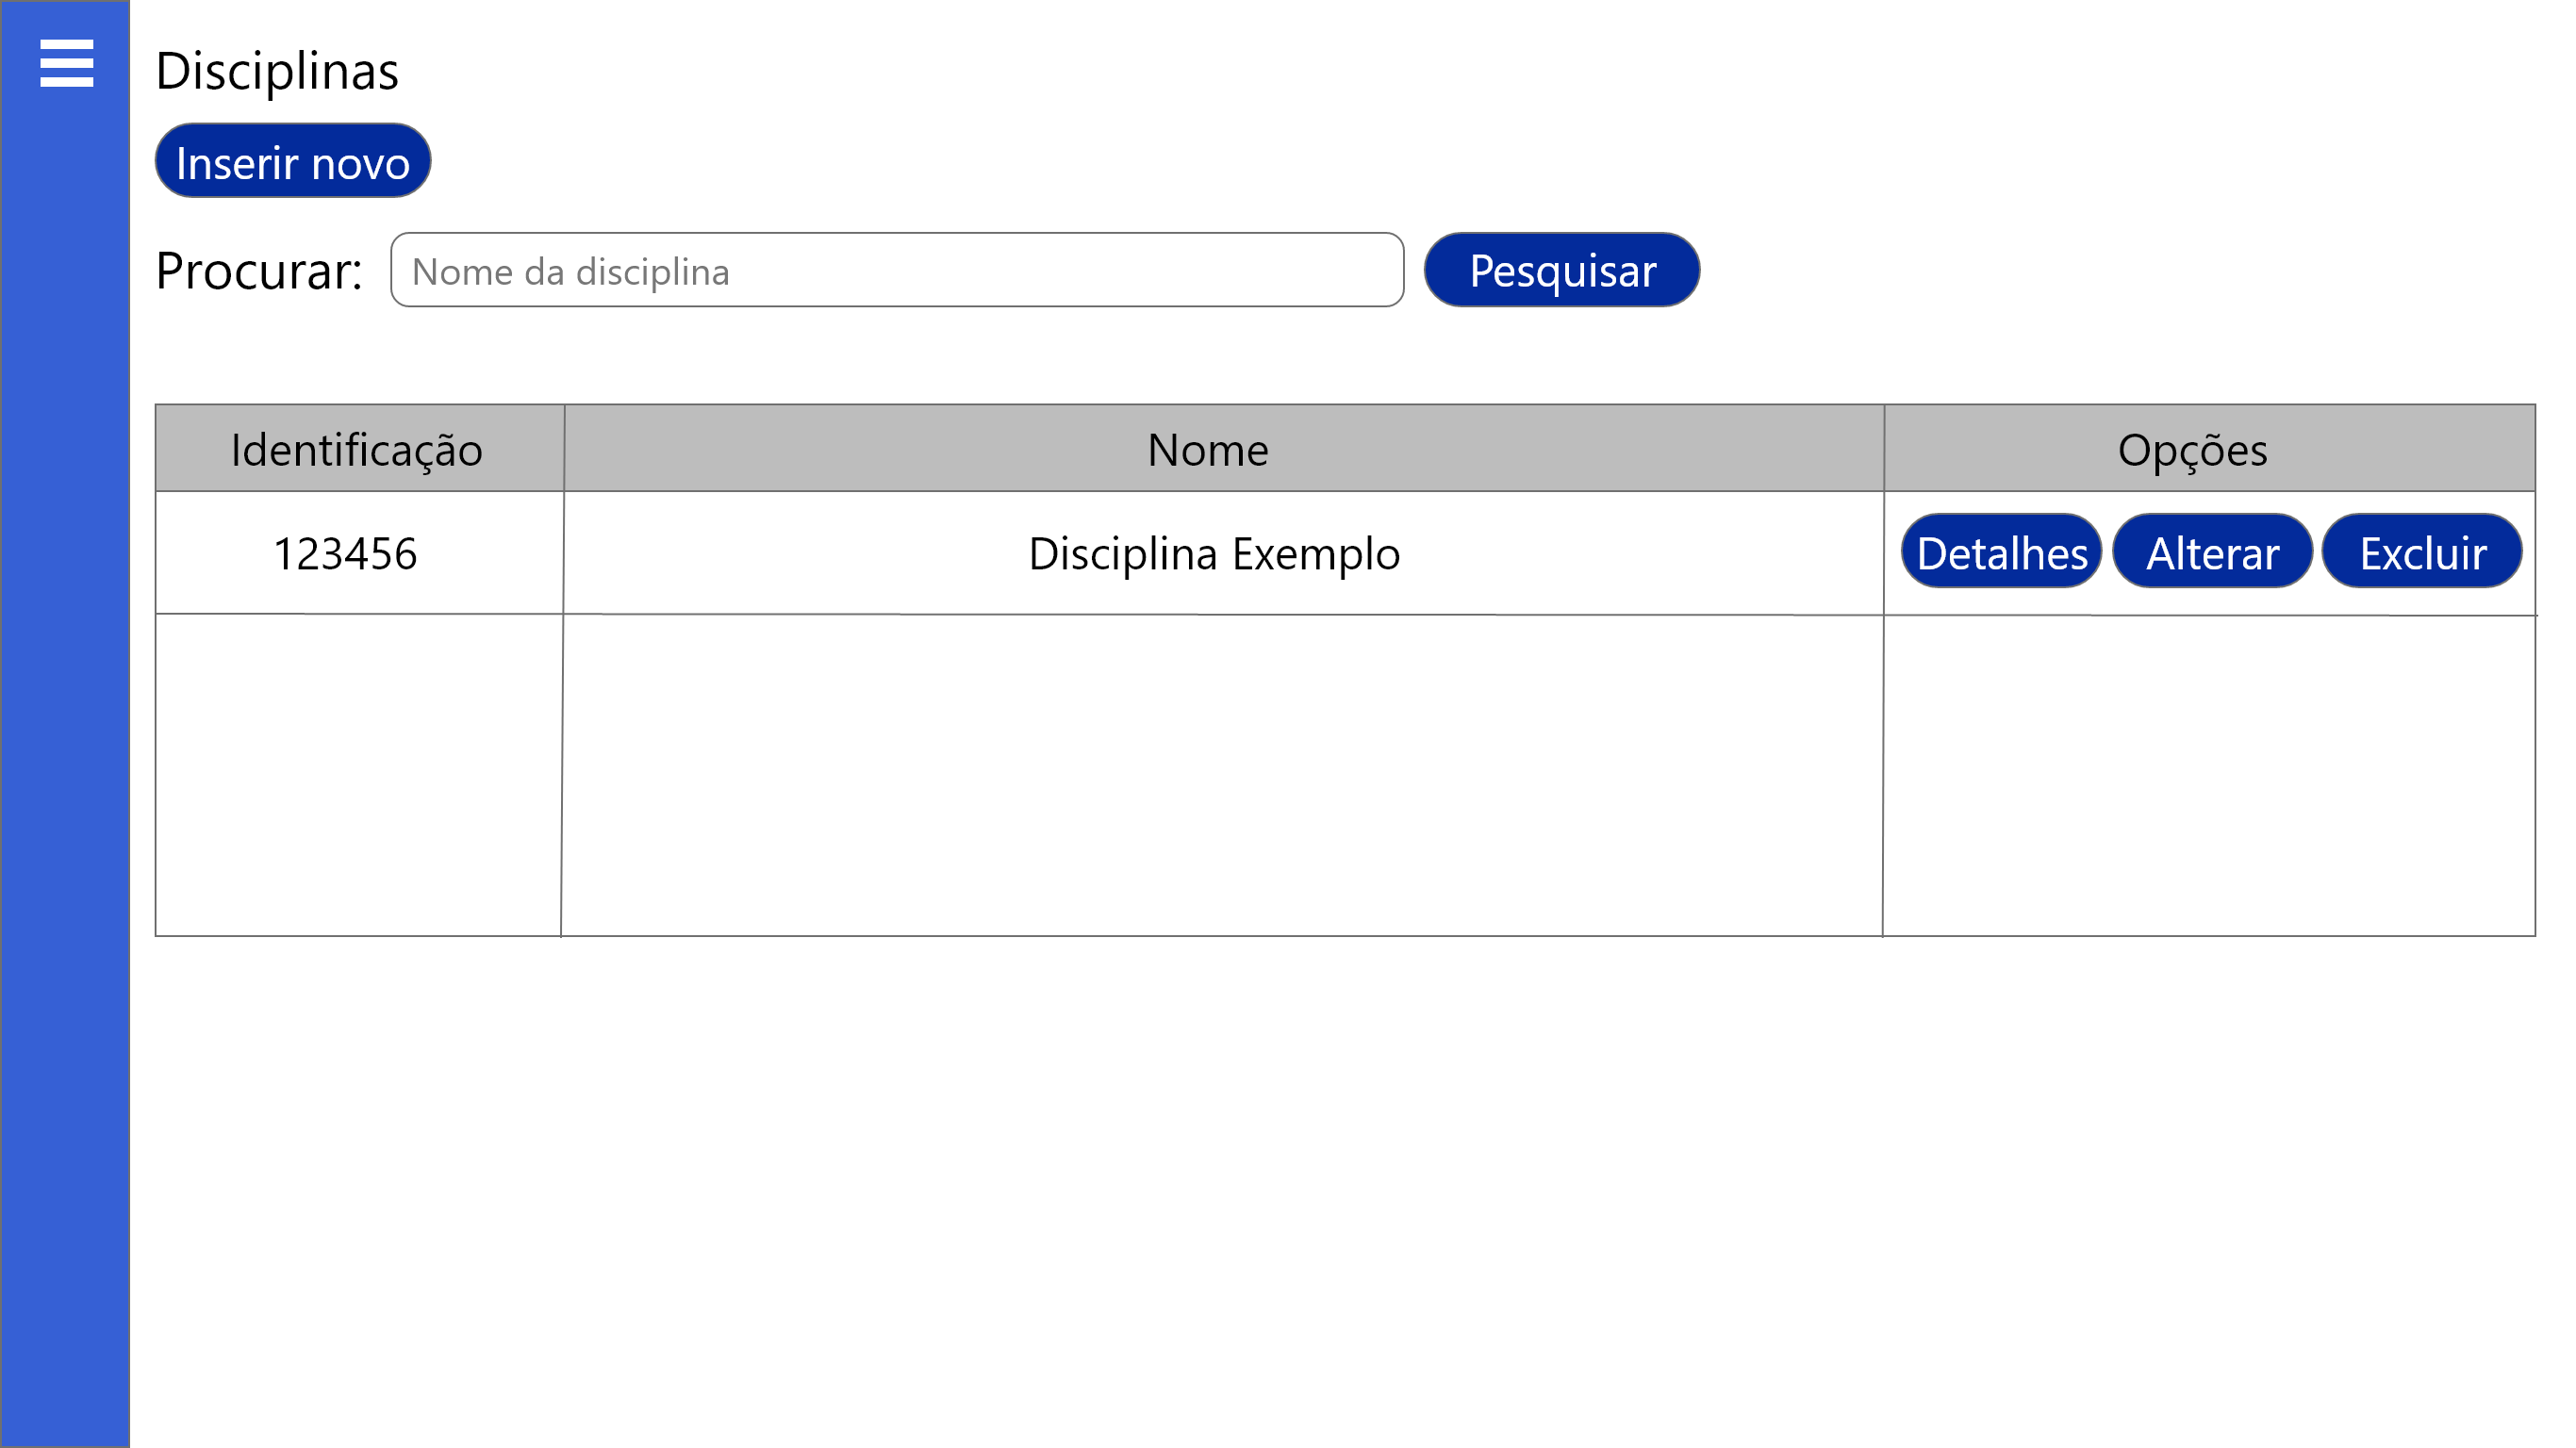 Disciplinas
Inserir novo
Procurar: Nome da disciplina Pesquisar
Identificação Nome Opções
123456 Disciplina Exemplo Detalhes Alterar Excluir